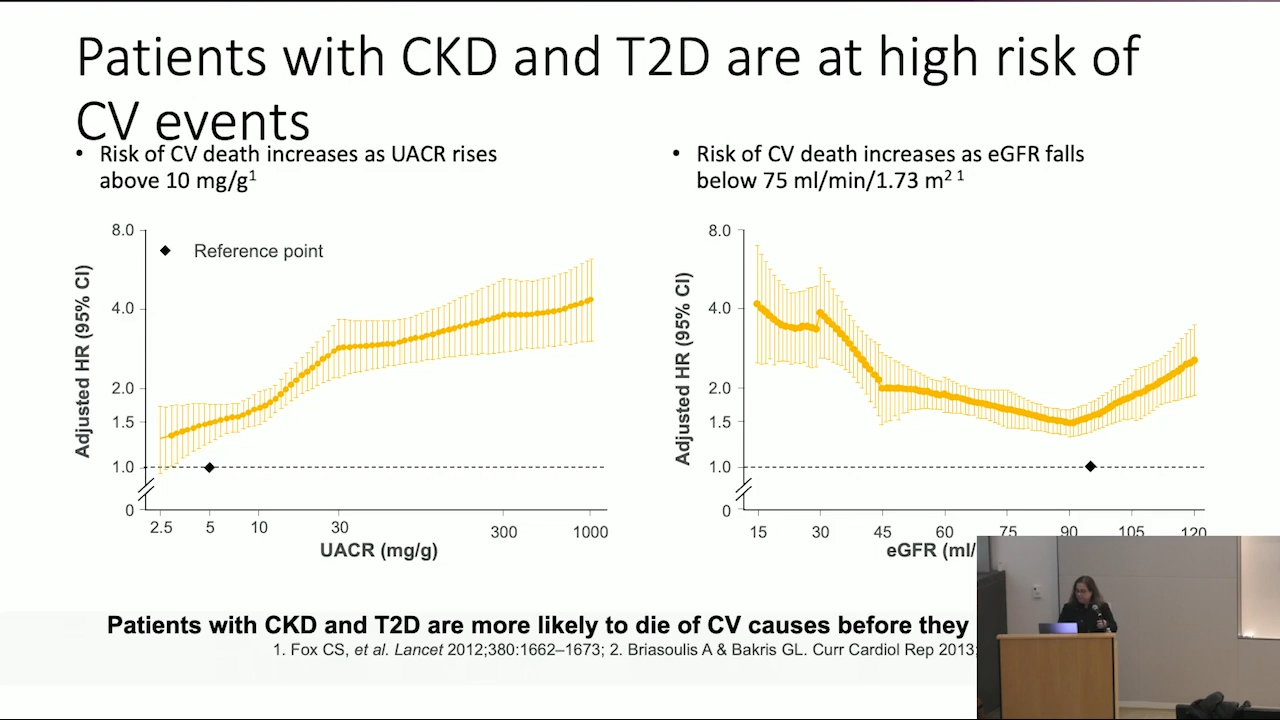 Patients with CKD and T2D are at high risk of
CV events
• Risk of CV death increases as UACR rises
above 10 mg/g¹
• Risk of CV death increases as eGFR falls
below 75 ml/min/1.73 m² ¹
8.0
4.0
2.0
1.5
1.0
0
Adjusted HR (95% CI)
Reference point
2.5 5 10 30 300 1000
UACR (mg/g)
8.0
4.0
2.0
1.5
1.0
0
Adjusted HR (95% CI)
15 30 45 60 75 90 105 120
eGFR (ml/
Patients with CKD and T2D are more likely to die of CV causes before they
1. Fox CS, et al. Lancet 2012;380:1662–1673; 2. Briasoulis A & Bakris GL. Curr Cardiol Rep 2013: